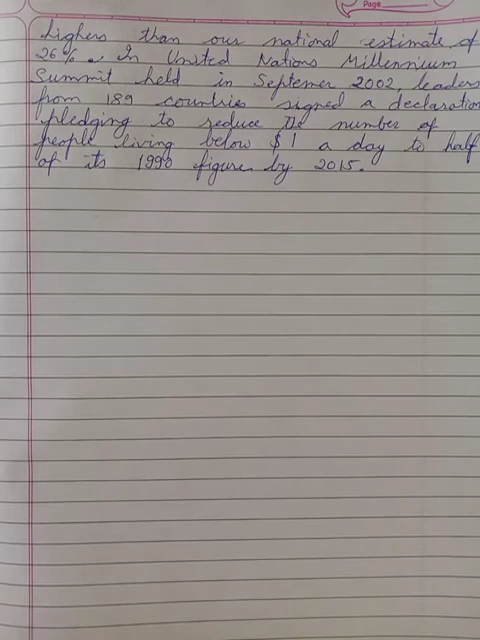 Page
highers than our national estimate of
26%. In United Nations Millennium
Summit held in Septemer 2002, leaders
from 189 countries signed a declaration
pledging to reduce the number of
people living below $1 a day to half
of its 1990 figure by 2015.